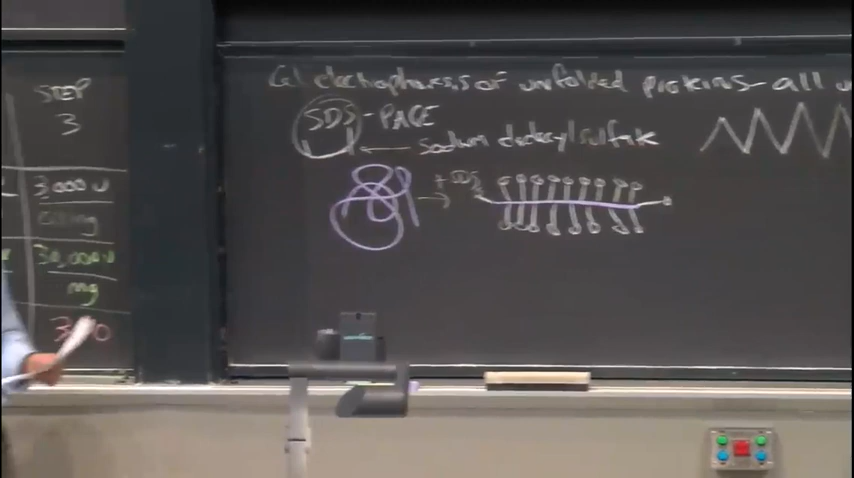 STEP
3
3,000 U
30,000 U
mg
Gel electrophoresis of unfolded proteins - all
SDS-PAGE
Sodium dodecyl sulfate
+ SDS